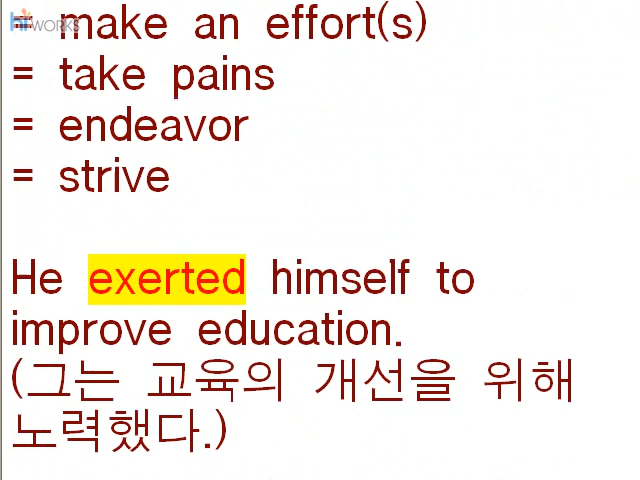 = make an effort(s)
hiWORKS
= take pains
= endeavor
= strive
He exerted himself to
improve education.
(그는 교육의 개선을 위해
노력했다.)